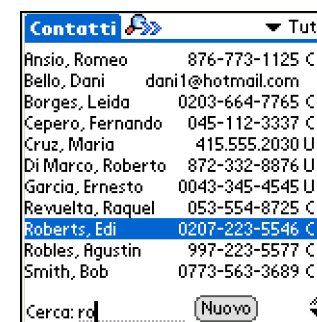 Contatti Tut
Ansio, Romeo 876-773-1125 C
Bello, Dani dani1@hotmail.com
Borges, Leida 0203-664-7765 C
Cepero, Fernando 045-112-3337 C
Cruz, Maria 415.555.2030 U
Di Marco, Roberto 872-332-8876 U
Garcia, Ernesto 0043-345-4545 U
Revuelta, Raquel 053-554-8725 C
Roberts, Edi 0207-223-5546 C
Robles, Agustin 997-223-5577 C
Smith, Bob 0773-563-3689 C
Cerca: ro Nuovo